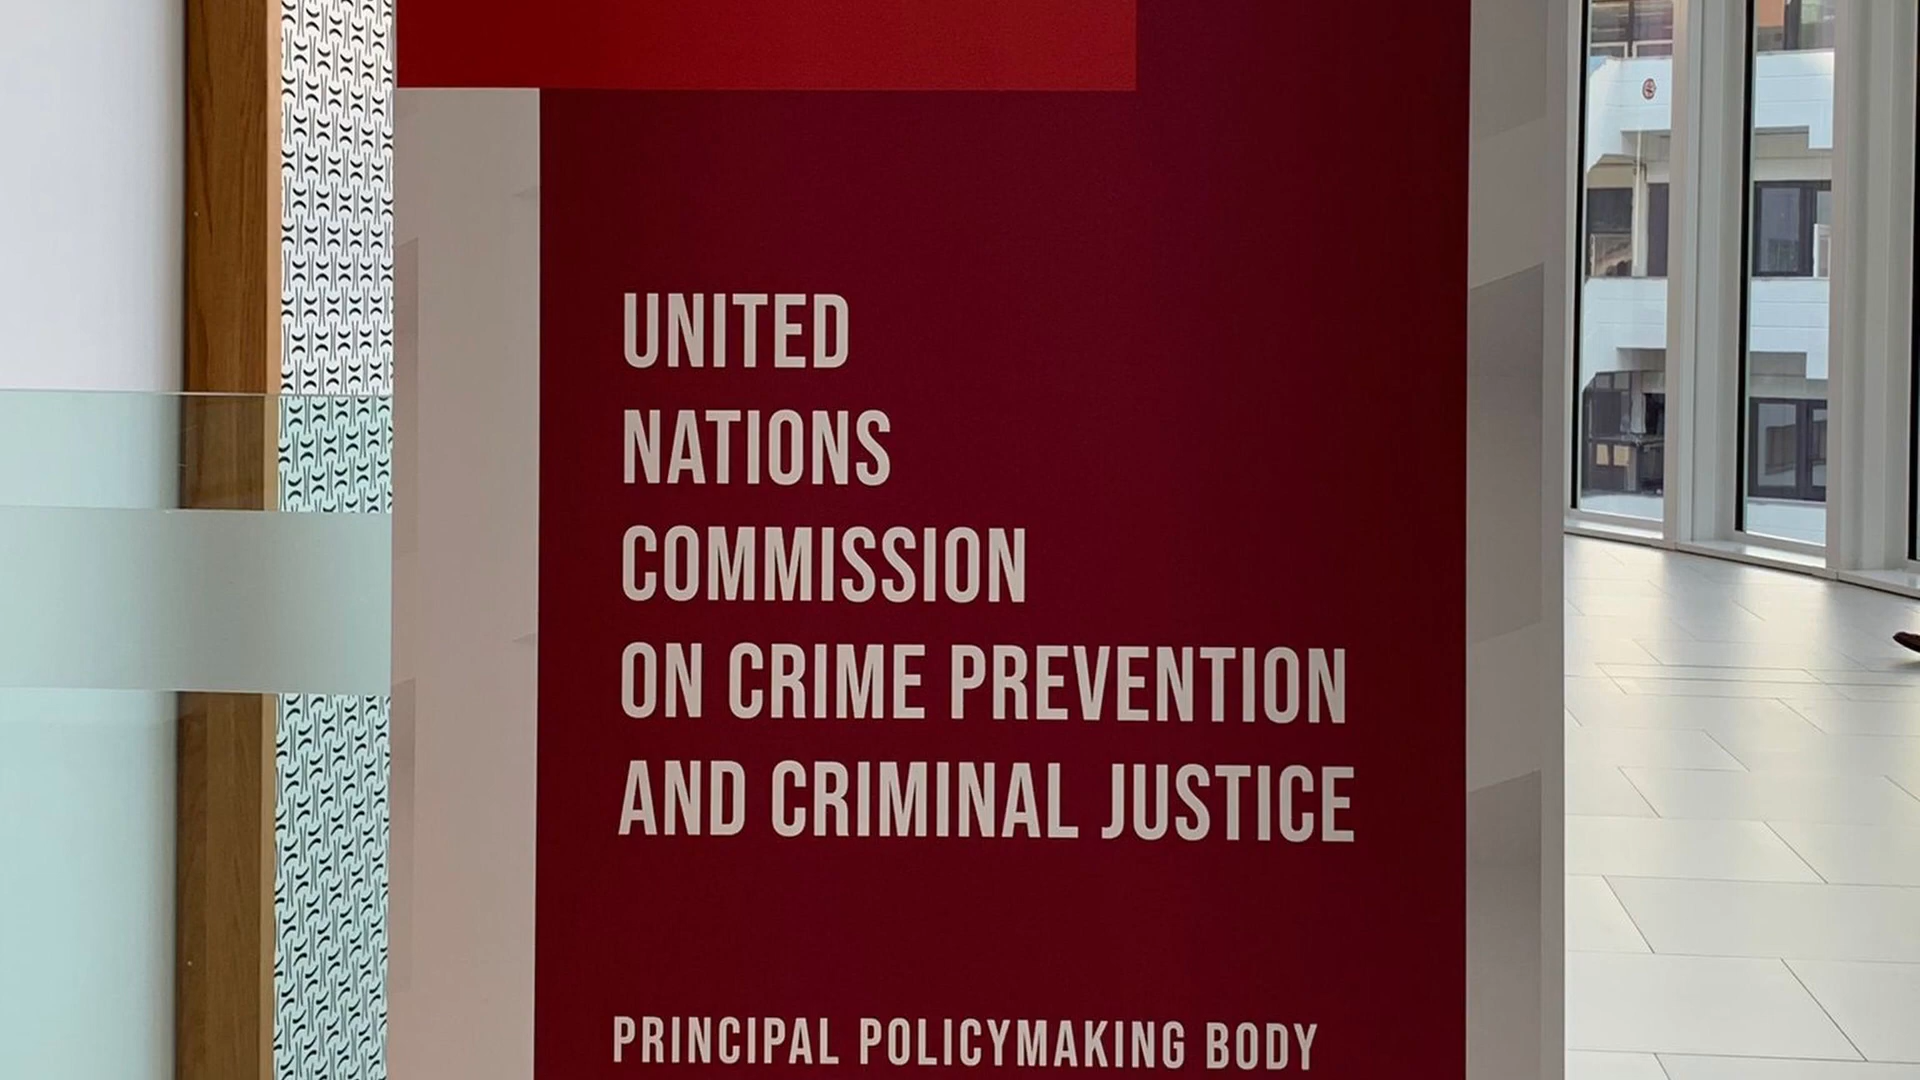 UNITED
NATIONS
COMMISSION
ON CRIME PREVENTION
AND CRIMINAL JUSTICE
PRINCIPAL POLICYMAKING BODY